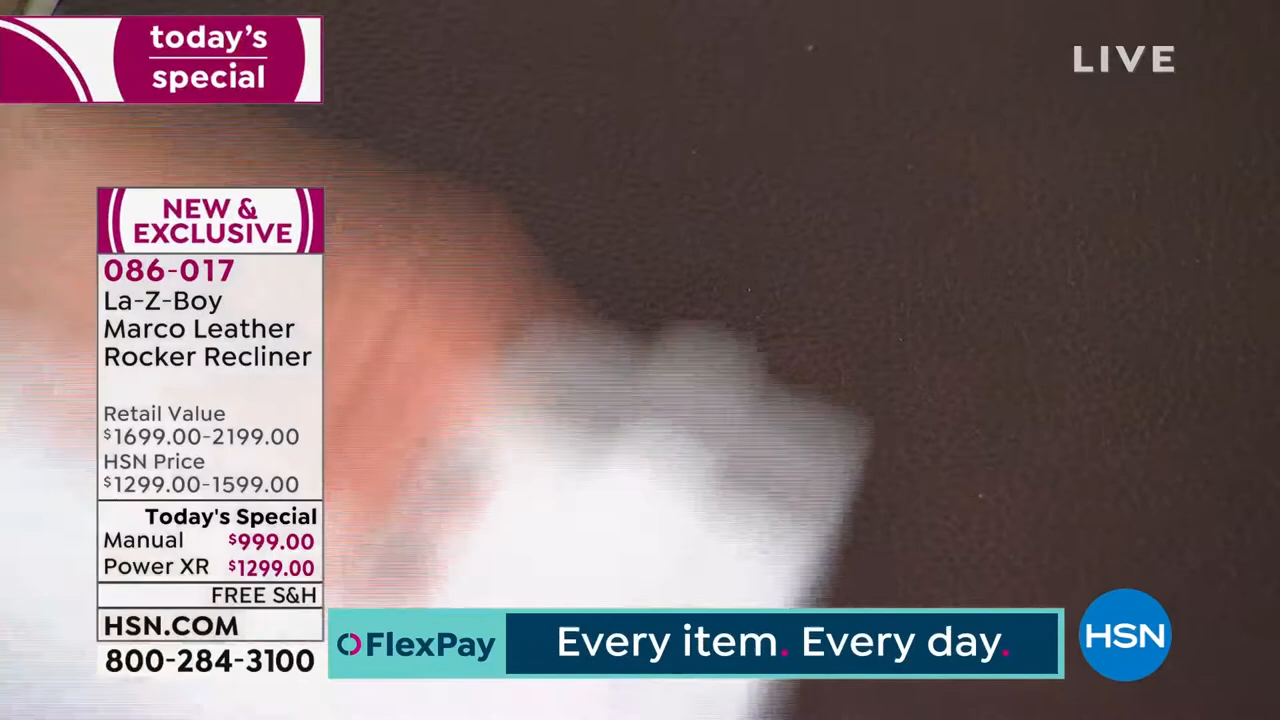 today's
special
LIVE
NEW &
EXCLUSIVE
086-017
La-Z-Boy
Marco Leather
Rocker Recliner
Retail Value
$1699.00-2199.00
HSN Price
$1299.00-1599.00
Today's Special
Manual $999.00
Power XR $1299.00
FREE S&H
HSN.COM
800-284-3100
FlexPay
Every item. Every day.
HSN